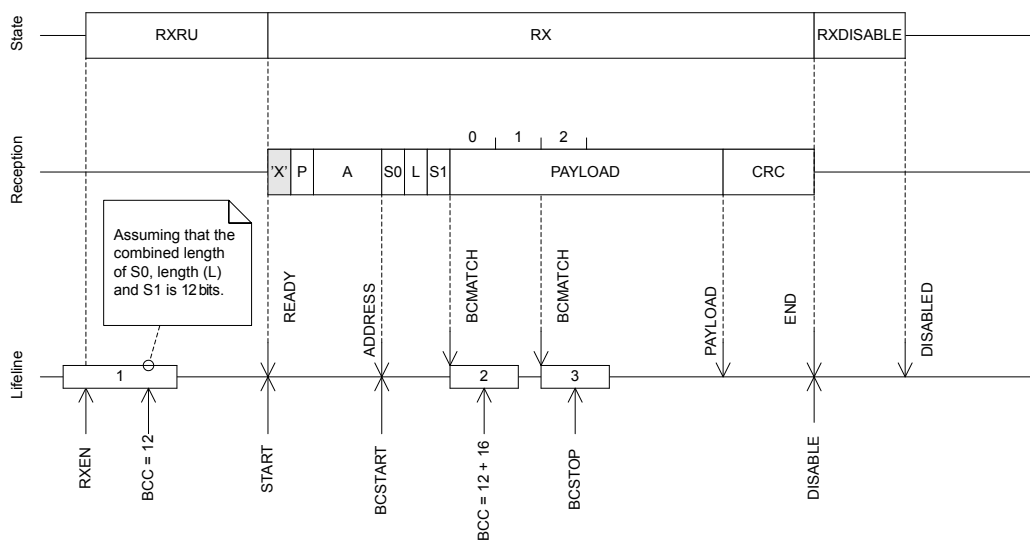 State
RXRU
RX
RXDISABLE
Reception
0 1 2
'X' P A S0 L S1 PAYLOAD CRC
Assuming that the
combined length
of S0, length (L)
and S1 is 12 bits.
READY
ADDRESS
BCMATCH
BCMATCH
PAYLOAD
END
DISABLED
Lifeline
1
2
3
RXEN
BCC = 12
START
BCSTART
BCC = 12 + 16
BCSTOP
DISABLE